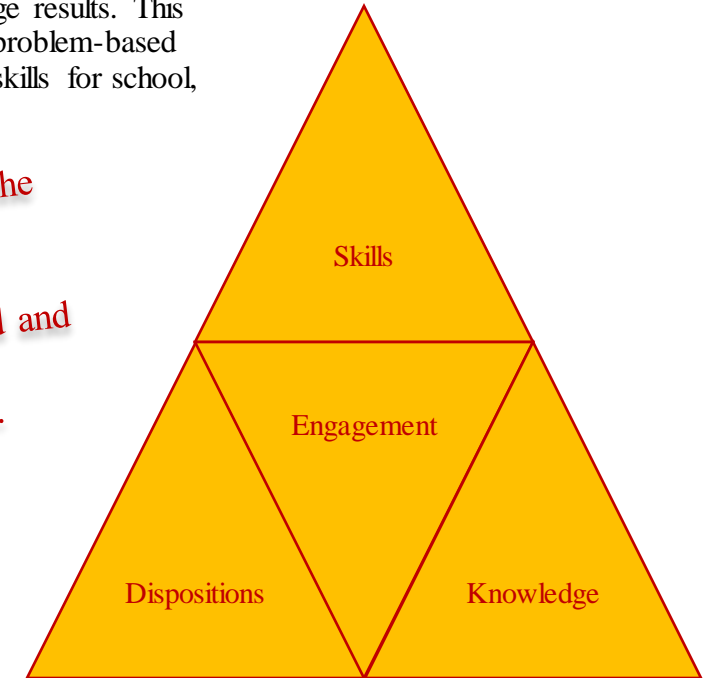 ge results. This
problem-based
skills for school,
he
and
Skills
Engagement
Dispositions
Knowledge